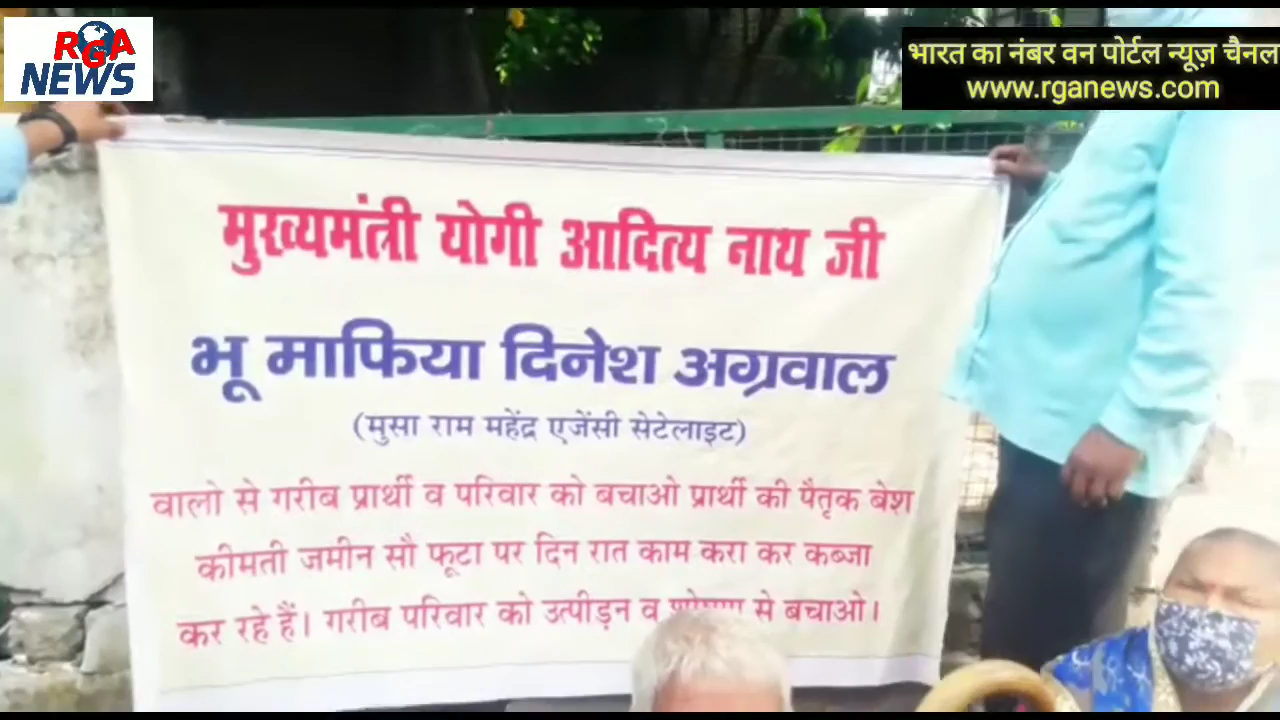 RGA
NEWS
भारत का नंबर वन पोर्टल न्यूज़ चैनल
www.rganews.com
मुख्यमंत्री योगी आदित्य नाथ जी
भू माफिया दिनेश अग्रवाल
(मुसा राम महेंद्र एजेंसी सेटेलाइट)
वालो से गरीब प्रार्थी व परिवार को बचाओ प्रार्थी की पैतृक बेश
कीमती जमीन सौ फूटा पर दिन रात काम करा कर कब्जा
कर रहे हैं। गरीब परिवार को उत्पीड़न व से बचाओ।